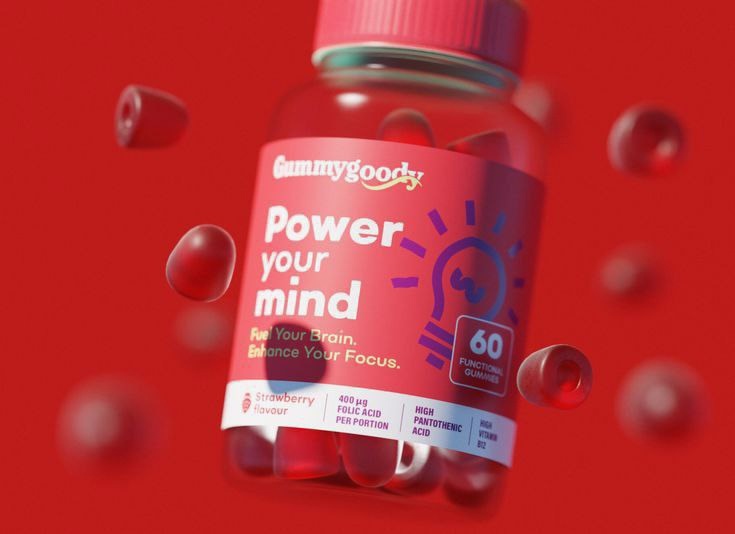 Gummygoody
Power
your
mind
Fuel Your Brain.
Enhance Your Focus.
60
FUNCTIONAL
GUMMIES
Strawberry
flavour
400 µg
FOLIC ACID
PER PORTION
HIGH
PANTOTHENIC
ACID
HIGH
VITAMIN
B12